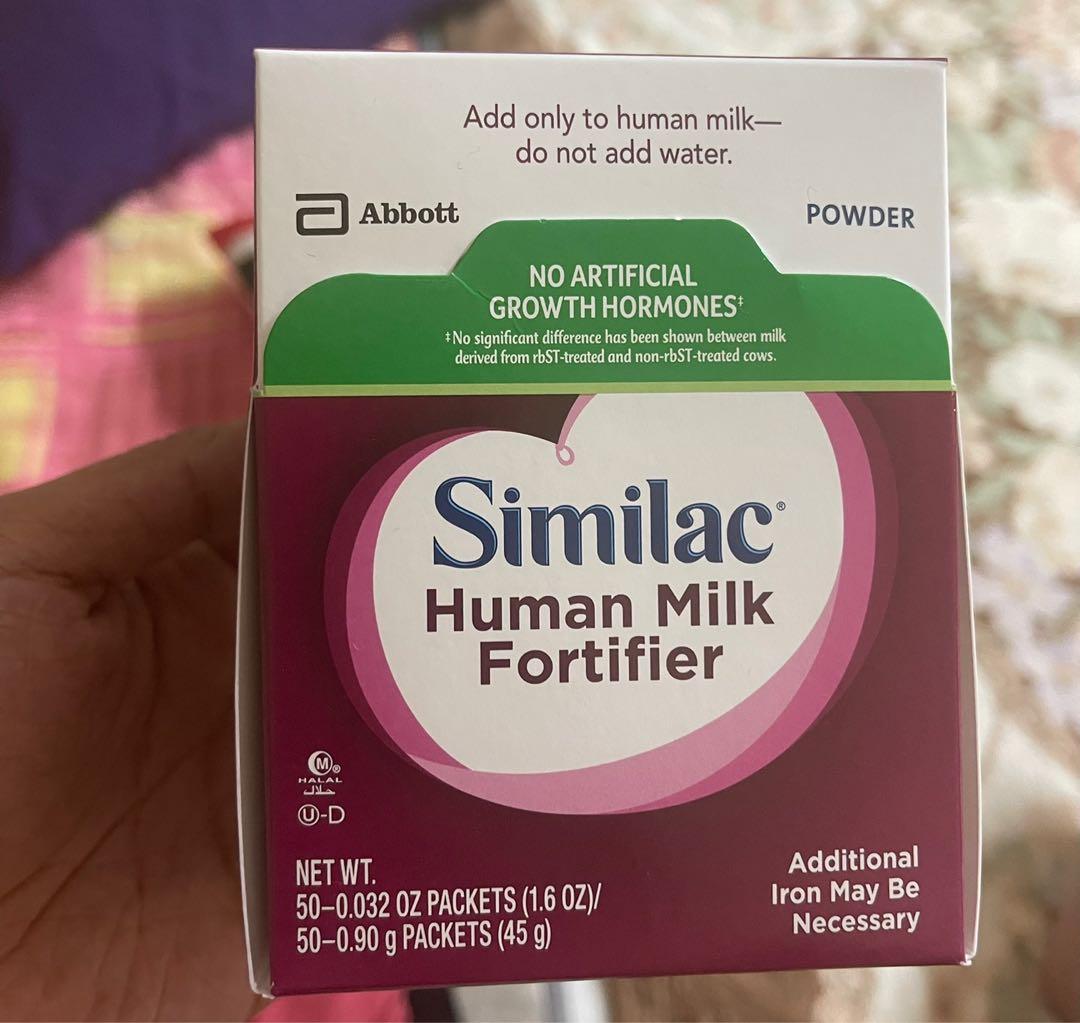 Add only to human milk—
do not add water.
Abbott
POWDER
NO ARTIFICIAL
GROWTH HORMONES‡
‡No significant difference has been shown between milk
derived from rbST-treated and non-rbST-treated cows.
Similac®
Human Milk
Fortifier
M®
HALAL
حلال
Ⓤ-D
NET WT.
50–0.032 OZ PACKETS (1.6 OZ)/
50–0.90 g PACKETS (45 g)
Additional
Iron May Be
Necessary